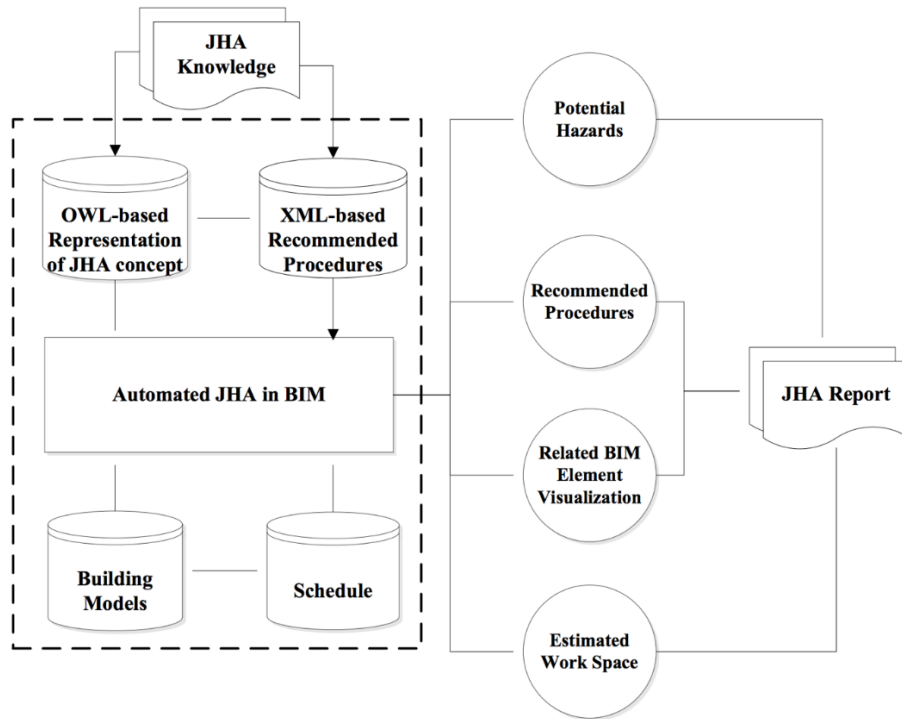 JHA
Knowledge
OWL-based
Representation
of JHA concept
XML-based
Recommended
Procedures
Automated JHA in BIM
Building
Models
Schedule
Potential
Hazards
Recommended
Procedures
Related BIM
Element
Visualization
Estimated
Work Space
JHA Report